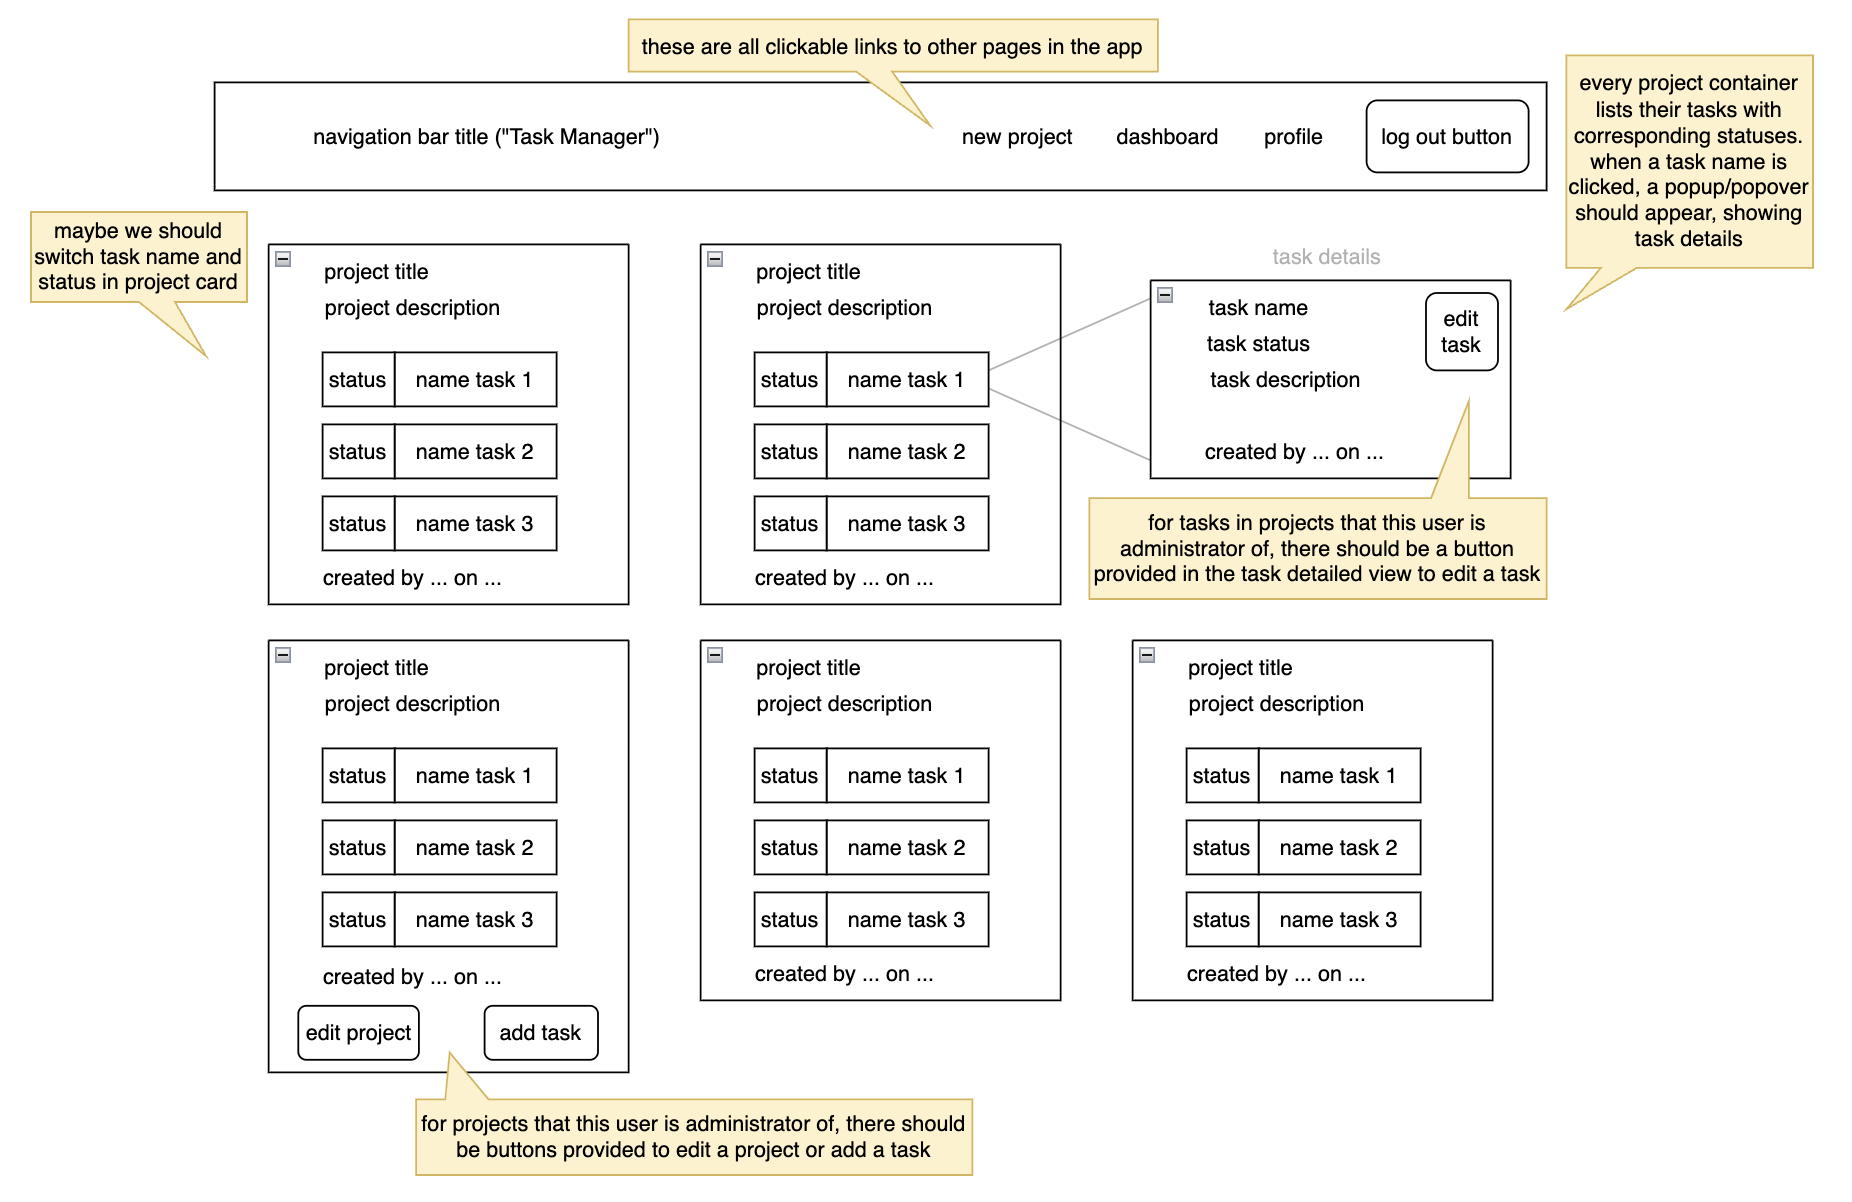 these are all clickable links to other pages in the app
navigation bar title ("Task Manager")
new project
dashboard
profile
log out button
every project container
lists their tasks with
corresponding statuses.
when a task name is
clicked, a popup/popover
should appear, showing
task details
maybe we should
switch task name and
status in project card
project title
project description
status
name task 1
status
name task 2
status
name task 3
created by ... on ...
project title
project description
status
name task 1
status
name task 2
status
name task 3
created by ... on ...
task details
task name
task status
task description
created by ... on ...
edit
task
for tasks in projects that this user is
administrator of, there should be a button
provided in the task detailed view to edit a task
project title
project description
status
name task 1
status
name task 2
status
name task 3
created by ... on ...
edit project
add task
project title
project description
status
name task 1
status
name task 2
status
name task 3
created by ... on ...
project title
project description
status
name task 1
status
name task 2
status
name task 3
created by ... on ...
for projects that this user is administrator of, there should
be buttons provided to edit a project or add a task